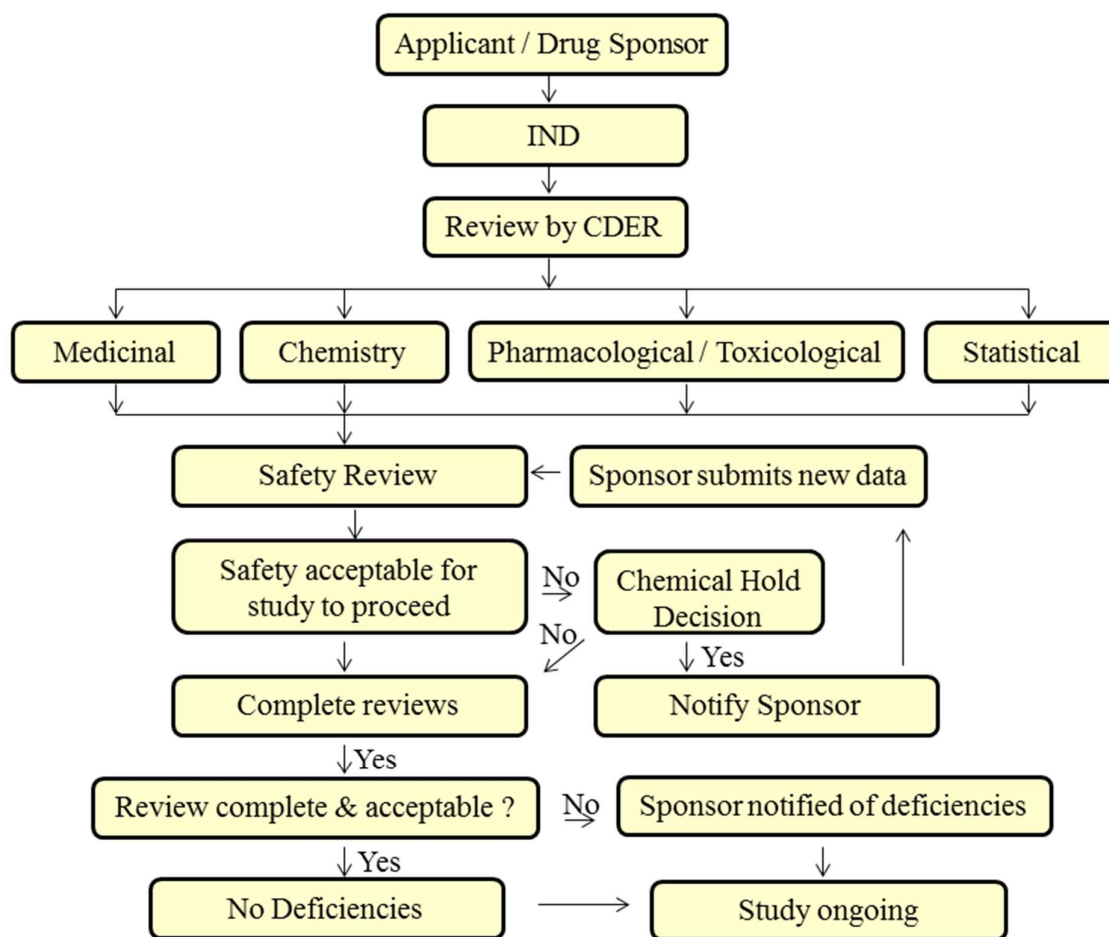 Applicant / Drug Sponsor
IND
Review by CDER
Medicinal
Chemistry
Pharmacological / Toxicological
Statistical
Safety Review
Sponsor submits new data
Safety acceptable for
study to proceed
No
Chemical Hold
Decision
No
Yes
Complete reviews
Notify Sponsor
Yes
Review complete & acceptable ?
No
Sponsor notified of deficiencies
Yes
No Deficiencies
Study ongoing